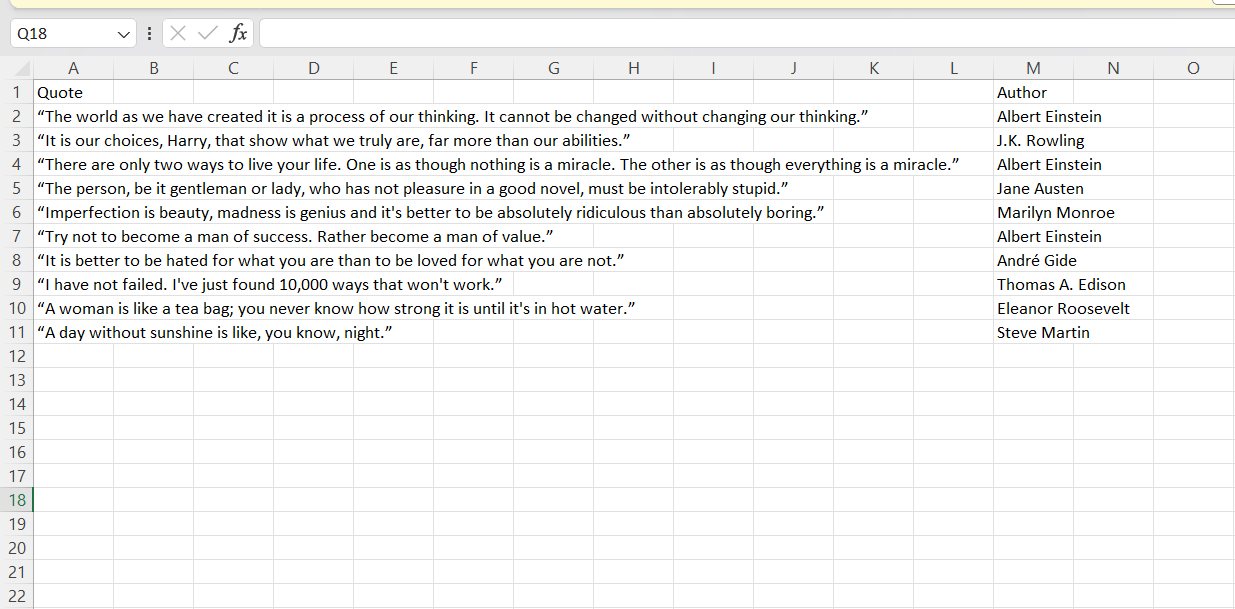 Q18 fx
A B C D E F G H I J K L M N O
1 Quote Author
2 “The world as we have created it is a process of our thinking. It cannot be changed without changing our thinking.” Albert Einstein
3 “It is our choices, Harry, that show what we truly are, far more than our abilities.” J.K. Rowling
4 “There are only two ways to live your life. One is as though nothing is a miracle. The other is as though everything is a miracle.” Albert Einstein
5 “The person, be it gentleman or lady, who has not pleasure in a good novel, must be intolerably stupid.” Jane Austen
6 “Imperfection is beauty, madness is genius and it's better to be absolutely ridiculous than absolutely boring.” Marilyn Monroe
7 “Try not to become a man of success. Rather become a man of value.” Albert Einstein
8 “It is better to be hated for what you are than to be loved for what you are not.” André Gide
9 “I have not failed. I've just found 10,000 ways that won't work.” Thomas A. Edison
10 “A woman is like a tea bag; you never know how strong it is until it's in hot water.” Eleanor Roosevelt
11 “A day without sunshine is like, you know, night.” Steve Martin
12
13
14
15
16
17
18
19
20
21
22